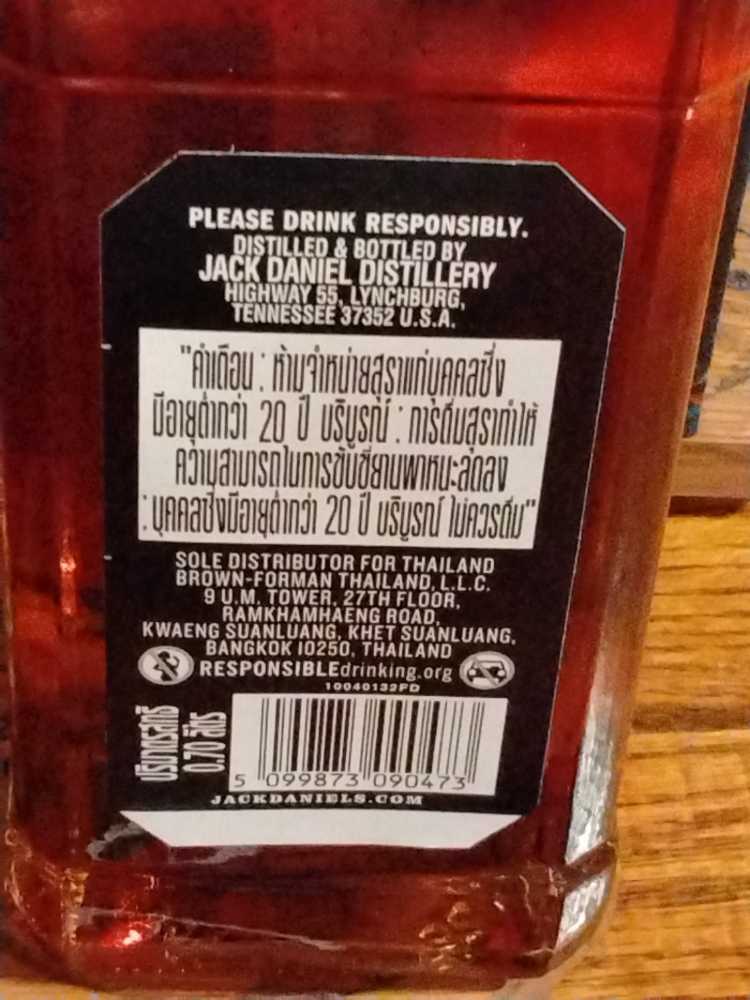 PLEASE DRINK RESPONSIBLY.
DISTILLED & BOTTLED BY
JACK DANIEL DISTILLERY
HIGHWAY 55, LYNCHBURG,
TENNESSEE 37352 U.S.A.
"คำเตือน : ห้ามจำหน่ายสุราแก่บุคคลซึ่ง
มีอายุต่ำกว่า 20 ปี บริบูรณ์ : การดื่มสุราทำให้
ความสามารถในการขับขี่ยานพาหนะลดลง
: บุคคลซึ่งมีอายุต่ำกว่า 20 ปี บริบูรณ์ ไม่ควรดื่ม"
SOLE DISTRIBUTOR FOR THAILAND
BROWN-FORMAN THAILAND, L.L.C.
9 U.M. TOWER, 27TH FLOOR,
RAMKHAMHAENG ROAD,
KWAENG SUANLUANG, KHET SUANLUANG,
BANGKOK 10250, THAILAND
RESPONSIBLEdrinking.org
10040132PD
ปริมาตรสุทธิ
0.70 ลิตร
5 099873 090473
JACKDANIELS.COM